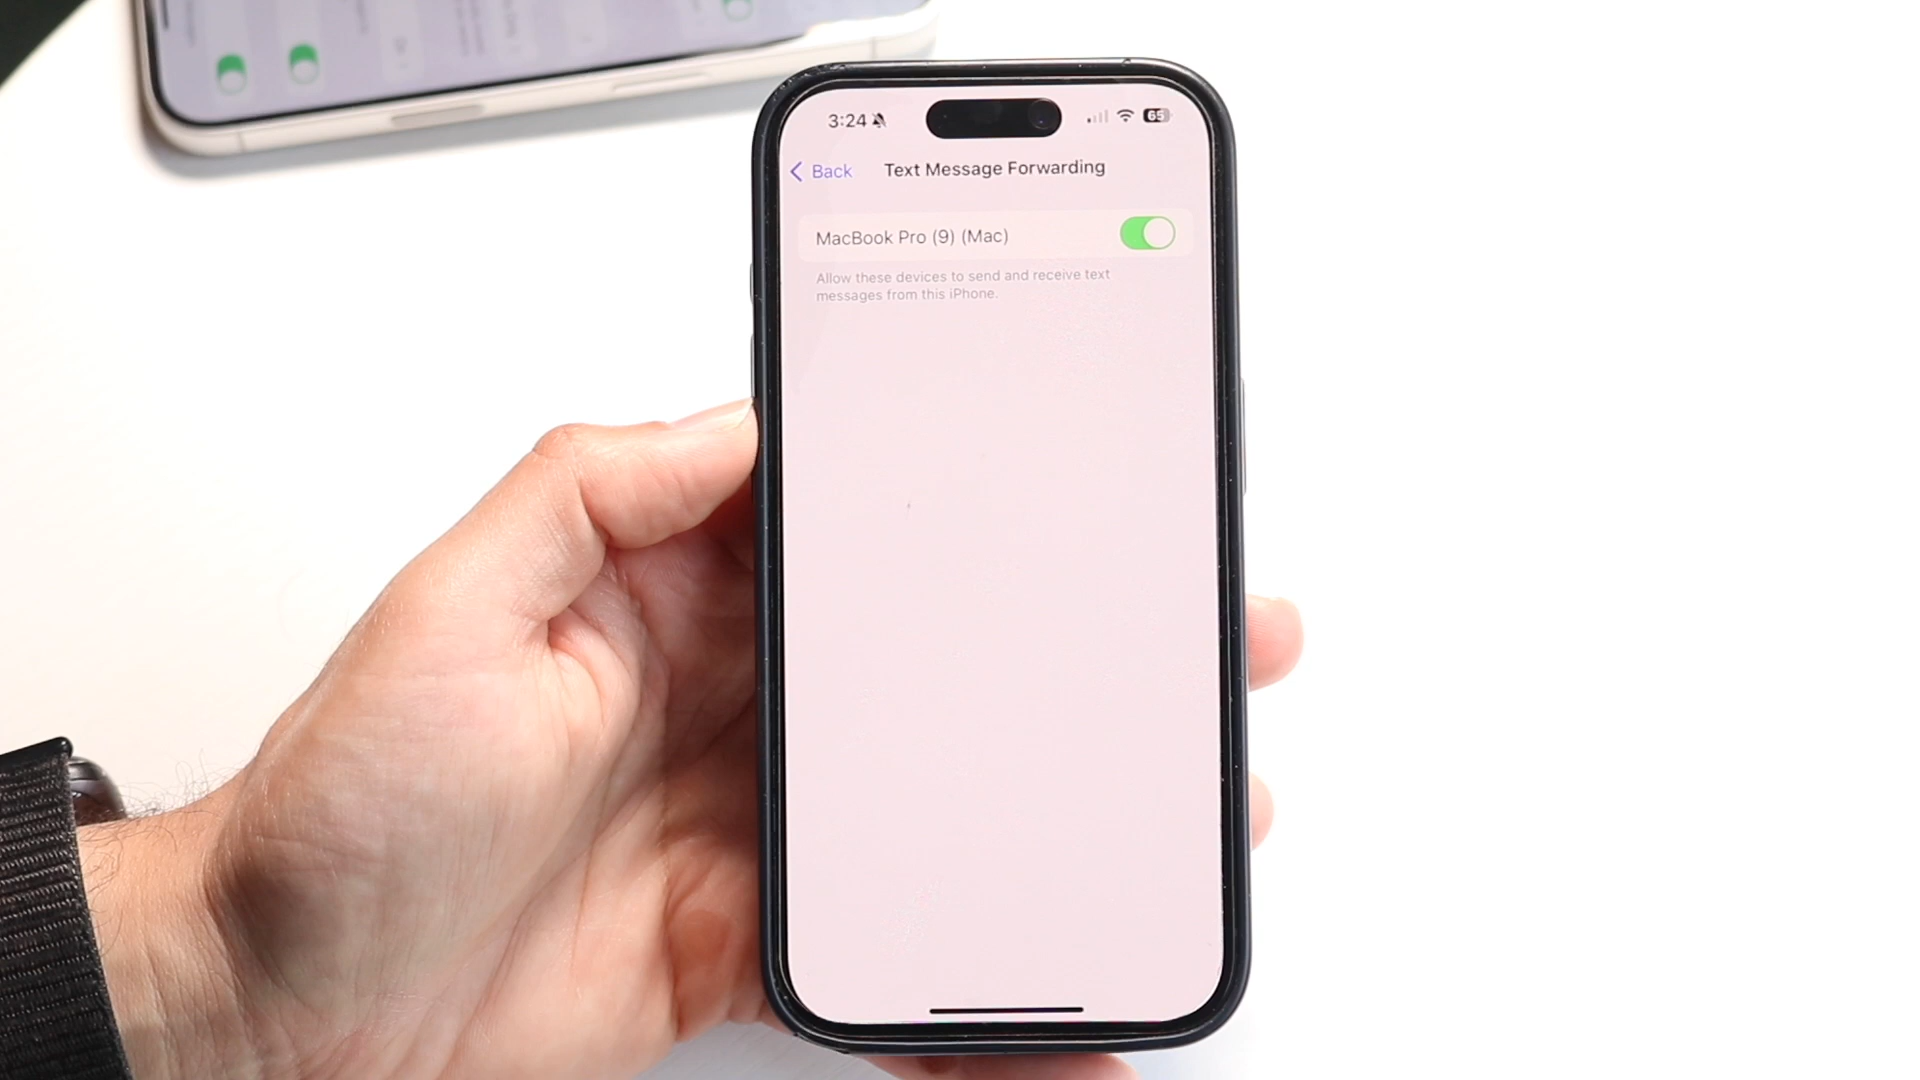 3:24
65
Back
Text Message Forwarding
MacBook Pro (9) (Mac)
Allow these devices to send and receive text
messages from this iPhone.